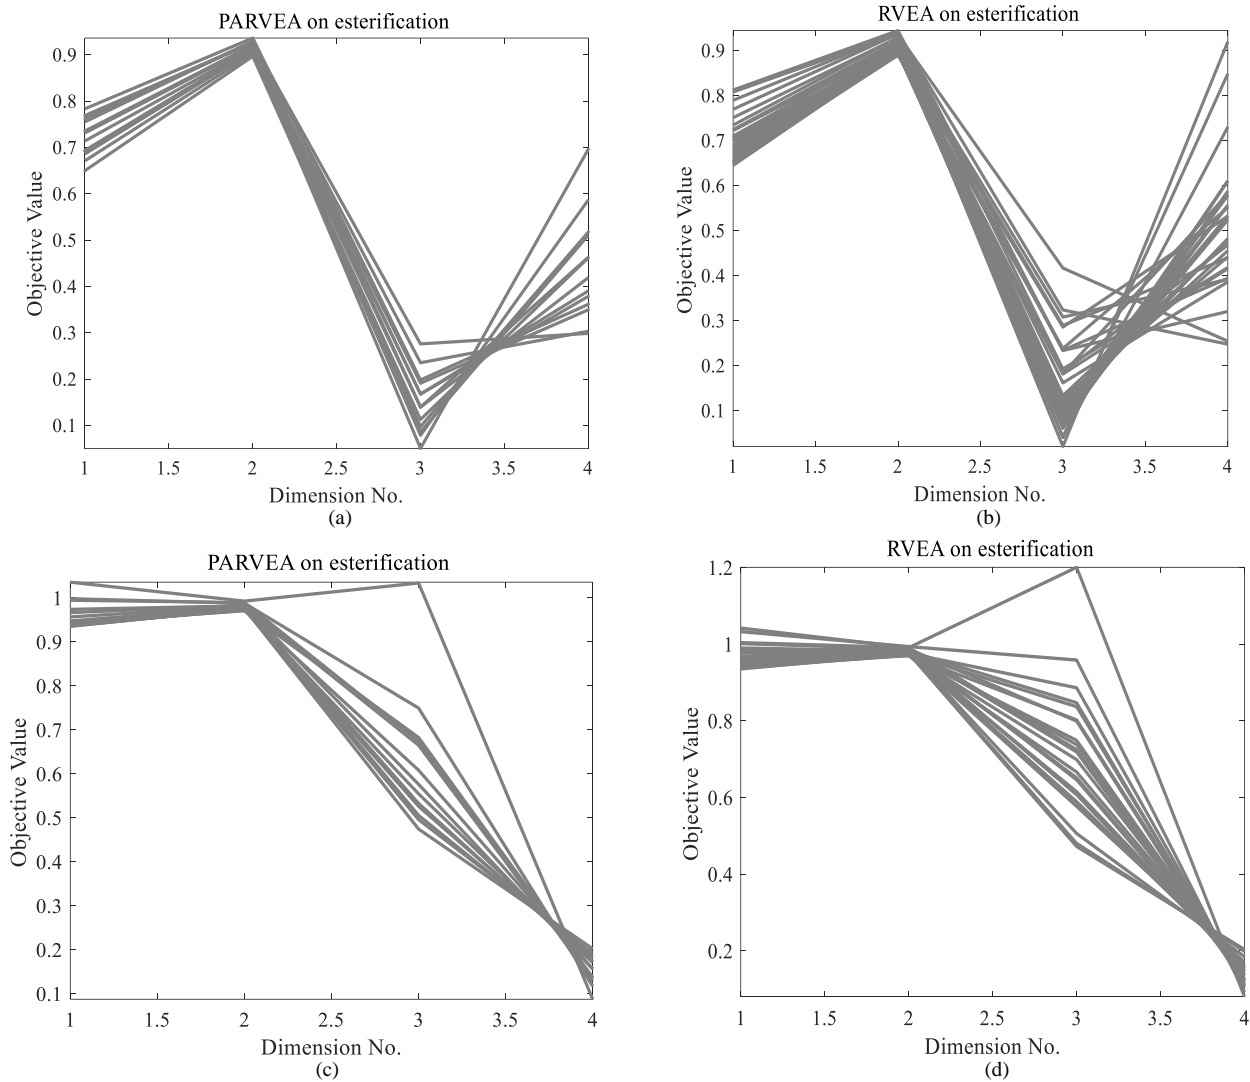 PARVEA on esterification
0.9
0.8
0.7
0.6
0.5
0.4
0.3
0.2
0.1
Objective Value
1 1.5 2 2.5 3 3.5 4
Dimension No.
(a)
RVEA on esterification
0.9
0.8
0.7
0.6
0.5
0.4
0.3
0.2
0.1
Objective Value
1 1.5 2 2.5 3 3.5 4
Dimension No.
(b)
PARVEA on esterification
1
0.9
0.8
0.7
0.6
0.5
0.4
0.3
0.2
0.1
Objective Value
1 1.5 2 2.5 3 3.5 4
Dimension No.
(c)
RVEA on esterification
1.2
1
0.8
0.6
0.4
0.2
Objective Value
1 1.5 2 2.5 3 3.5 4
Dimension No.
(d)